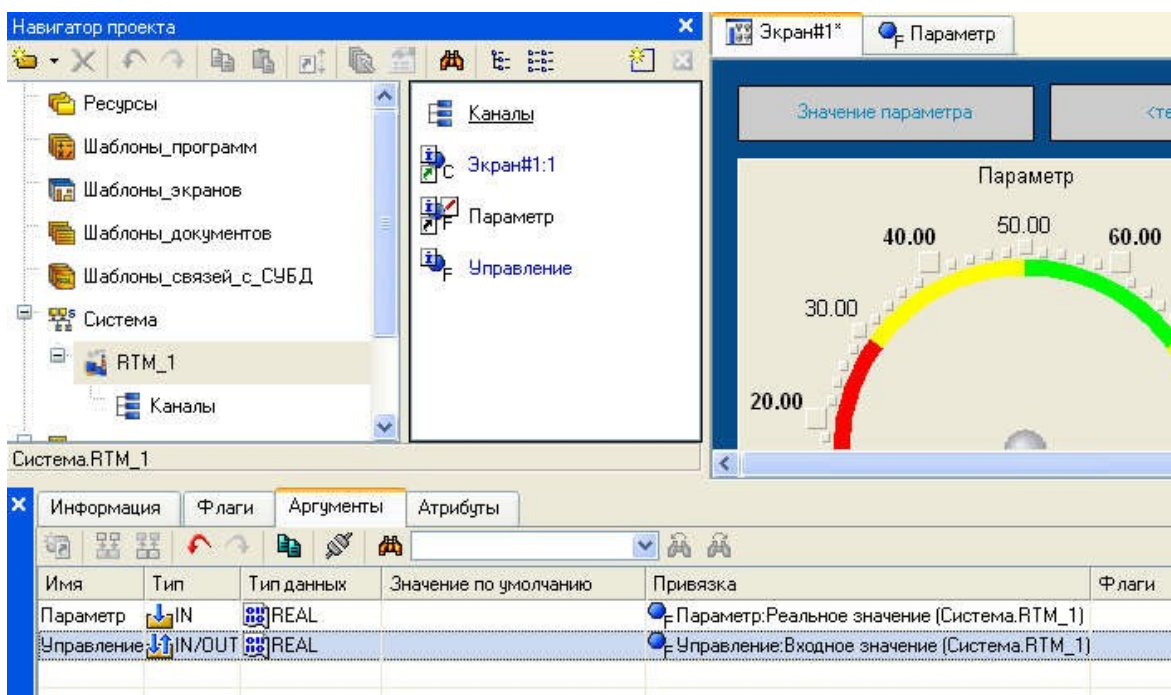 Навигатор проекта
Ресурсы
Шаблоны_программ
Шаблоны_экранов
Шаблоны_документов
Шаблоны_связей_с_СУБД
Система
RTM_1
Каналы
Система.RTM_1
Каналы
Экран#1:1
Параметр
Управление
Экран#1* Параметр
Значение параметра <те
Параметр
50.00
40.00 60.00
30.00
20.00
Информация Флаги Аргументы Атрибуты
Имя Тип Тип данных Значение по умолчанию Привязка Флаги
Параметр IN REAL Параметр:Реальное значение (Система.RTM_1)
Управление IN/OUT REAL Управление:Входное значение (Система.RTM_1)